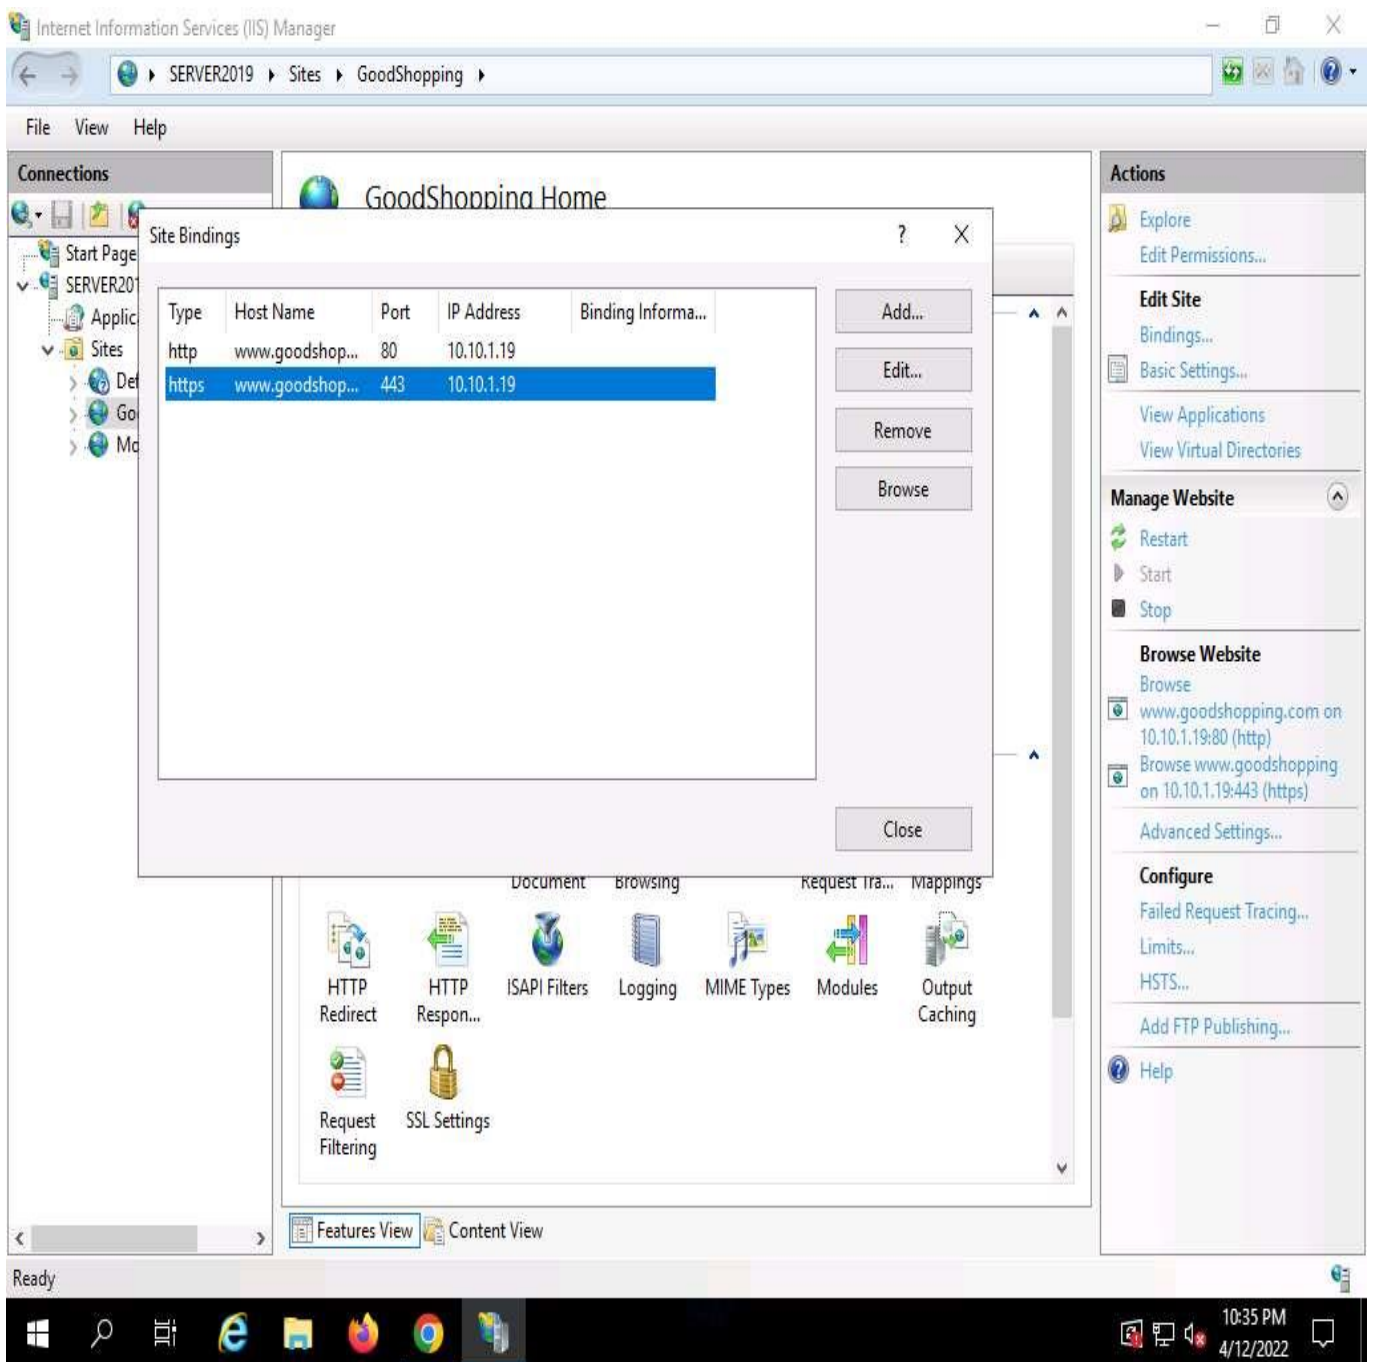 Internet Information Services (IIS) Manager
SERVER2019 Sites GoodShopping
File View Help
Connections
Start Page
SERVER201
Applic
Sites
Def
Go
Mo
GoodShopping Home
Site Bindings
?
Type Host Name Port IP Address Binding Informa...
http www.goodshop... 80 10.10.1.19
https www.goodshop... 443 10.10.1.19
Add...
Edit...
Remove
Browse
Close
Document Browsing Request Tra... Mappings
HTTP Redirect
HTTP Respon...
ISAPI Filters
Logging
MIME Types
Modules
Output Caching
Request Filtering
SSL Settings
Features View Content View
Actions
Explore
Edit Permissions...
Edit Site
Bindings...
Basic Settings...
View Applications
View Virtual Directories
Manage Website
Restart
Start
Stop
Browse Website
Browse
www.goodshopping.com on
10.10.1.19:80 (http)
Browse www.goodshopping
on 10.10.1.19:443 (https)
Advanced Settings...
Configure
Failed Request Tracing...
Limits...
HSTS...
Add FTP Publishing...
Help
Ready
10:35 PM
4/12/2022